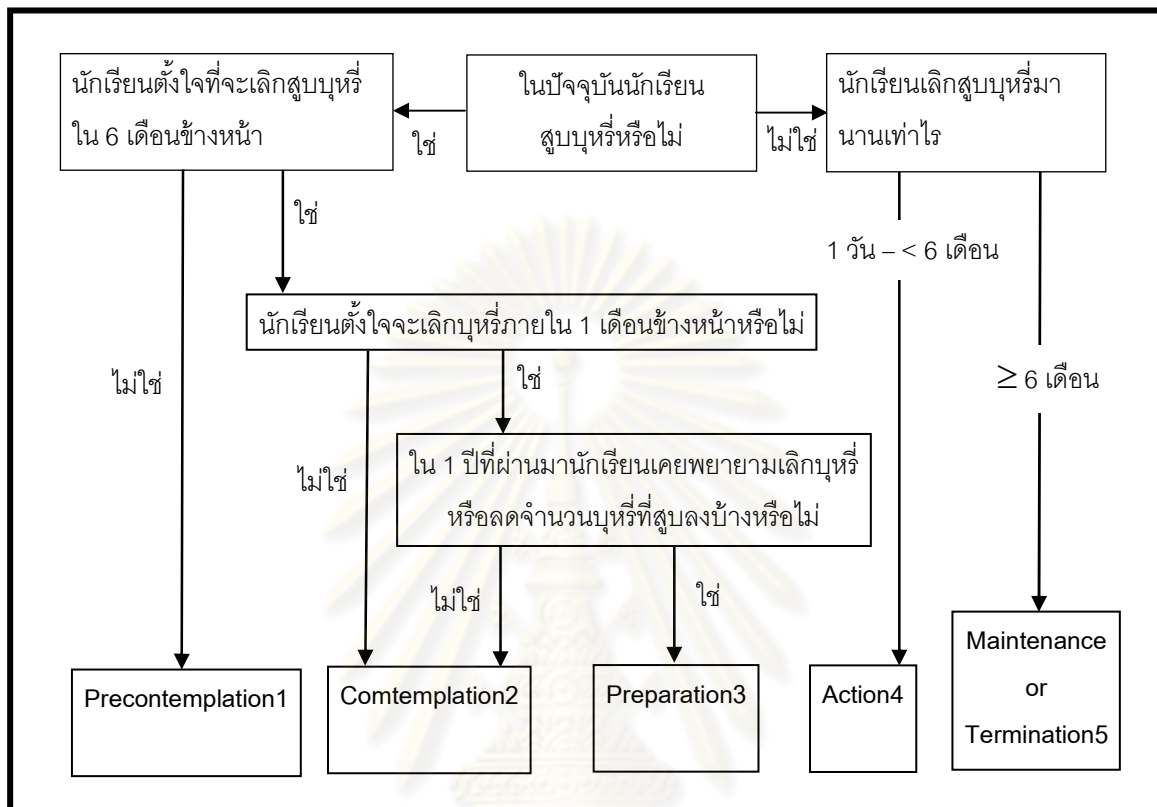 นักเรียนตั้งใจที่จะเลิกสูบบุหรี่
ใน 6 เดือนข้างหน้า
ใช่
ในปัจจุบันนักเรียน
สูบบุหรี่หรือไม่
ไม่ใช่
นักเรียนเลิกสูบบุหรี่มา
นานเท่าไร
ใช่
1 วัน – < 6 เดือน
นักเรียนตั้งใจจะเลิกบุหรี่ภายใน 1 เดือนข้างหน้าหรือไม่
ไม่ใช่
ใช่
≥ 6 เดือน
ไม่ใช่
ใน 1 ปีที่ผ่านมานักเรียนเคยพยายามเลิกบุหรี่
หรือลดจำนวนบุหรี่ที่สูบลงบ้างหรือไม่
ไม่ใช่
ใช่
Precontemplation1
Comtemplation2
Preparation3
Action4
Maintenance
or
Termination5